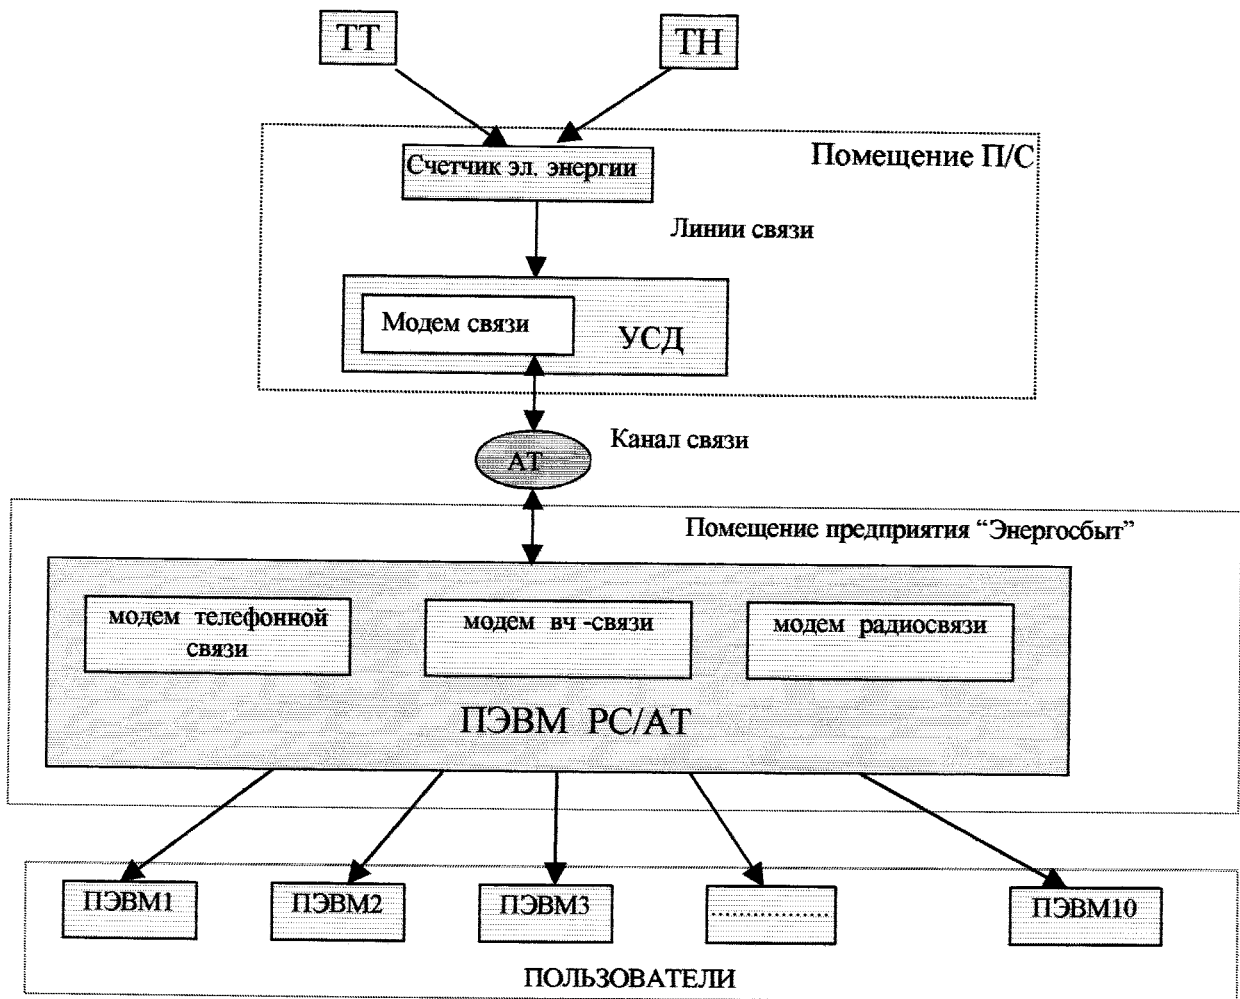 ТТ
ТН
Помещение П/С
Счетчик эл. энергии
Линии связи
Модем связи
УСД
Канал связи
АТ
Помещение предприятия “Энергосбыт”
модем телефонной
связи
модем вч -связи
модем радиосвязи
ПЭВМ РС/АТ
ПЭВМ1
ПЭВМ2
ПЭВМ3
..................
ПЭВМ10
ПОЛЬЗОВАТЕЛИ